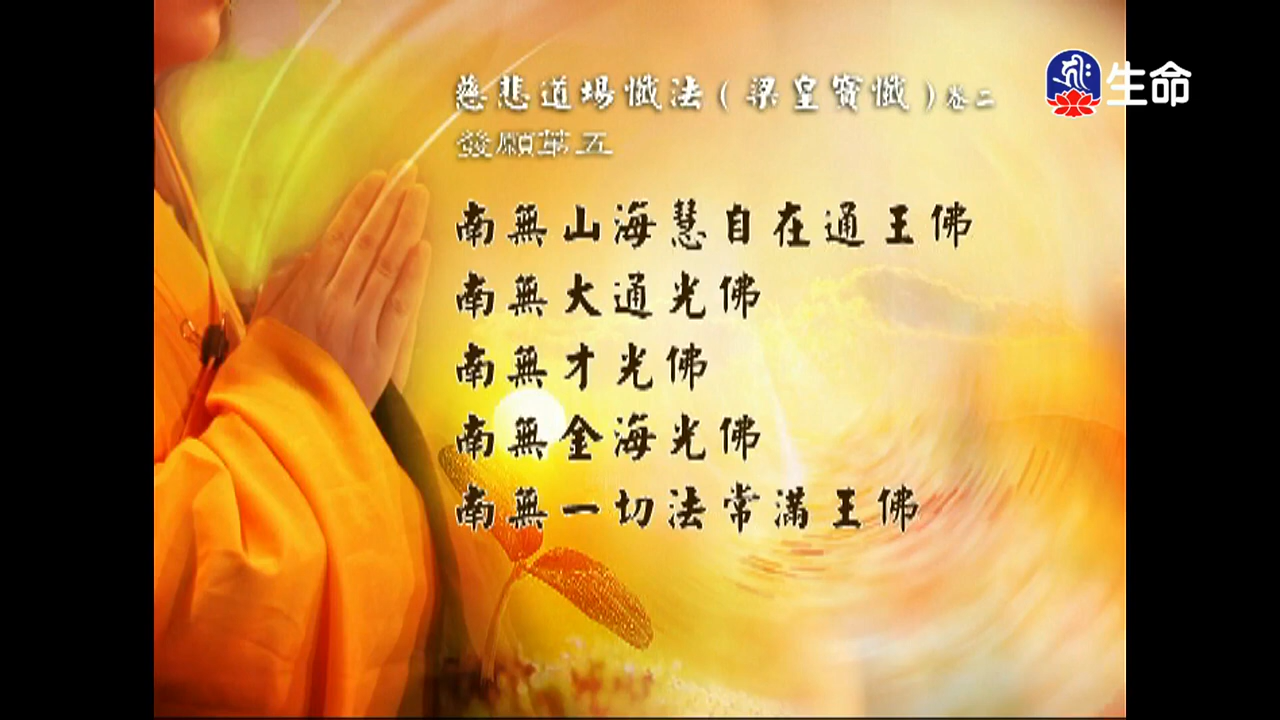 慈悲道場懺法(梁皇寶懺)卷二
生命
發願第五
南無山海慧自在通王佛
南無大通光佛
南無才光佛
南無金海光佛
南無一切法常滿王佛